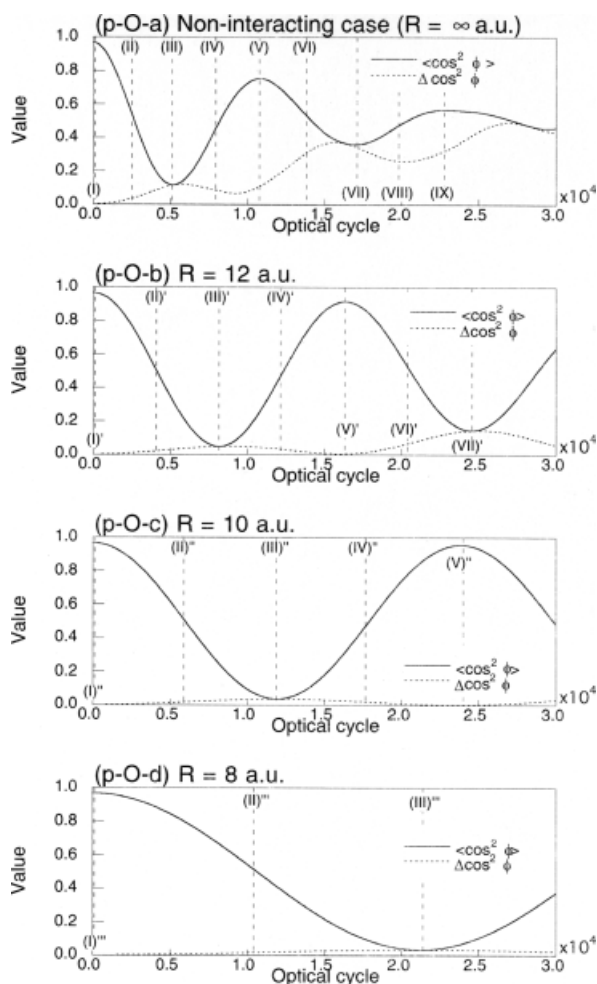 (p-O-a) Non-interacting case (R = ∞ a.u.)
1.0
0.8
0.6
0.4
0.2
0.0
Value
(I)
(II)
(III)
(IV)
(V)
(VI)
(VII)
(VIII)
(IX)
<cos² ϕ >
Δ cos² ϕ
0.0
0.5
1.0
1.5
2.0
2.5
3.0
×10⁴
Optical cycle
(p-O-b) R = 12 a.u.
1.0
0.8
0.6
0.4
0.2
0.0
Value
(I)'
(II)'
(III)'
(IV)'
(V)'
(VI)'
(VII)'
<cos² ϕ>
Δcos² ϕ
0.0
0.5
1.0
1.5
2.0
2.5
3.0
×10⁴
Optical cycle
(p-O-c) R = 10 a.u.
1.0
0.8
0.6
0.4
0.2
0.0
Value
(I)"
(II)"
(III)"
(IV)"
(V)"
<cos² ϕ>
Δcos² ϕ
0.0
0.5
1.0
1.5
2.0
2.5
3.0
×10⁴
Optical cycle
(p-O-d) R = 8 a.u.
1.0
0.8
0.6
0.4
0.2
0.0
Value
(I)'''
(II)'''
(III)'''
<cos² ϕ>
Δcos² ϕ
0.0
0.5
1.0
1.5
2.0
2.5
3.0
×10⁴
Optical cycle